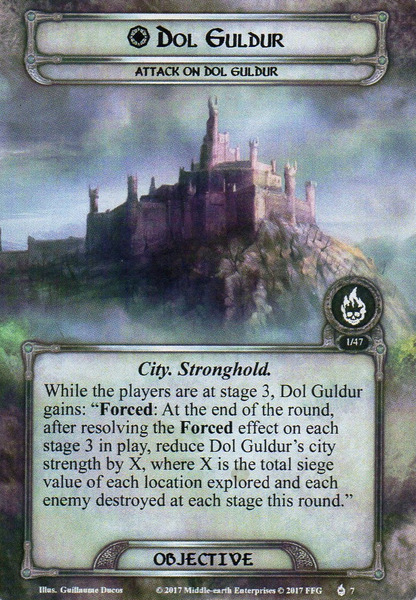 Dol Guldur
Attack on Dol Guldur
1/47
City. Stronghold.
While the players are at stage 3, Dol Guldur
gains: “Forced: At the end of the round,
after resolving the Forced effect on each
stage 3 in play, reduce Dol Guldur’s city
strength by X, where X is the total siege
value of each location explored and each
enemy destroyed at each stage this round.”
Objective
Illus. Guillaume Ducos © 2017 Middle-earth Enterprises © 2017 FFG 7